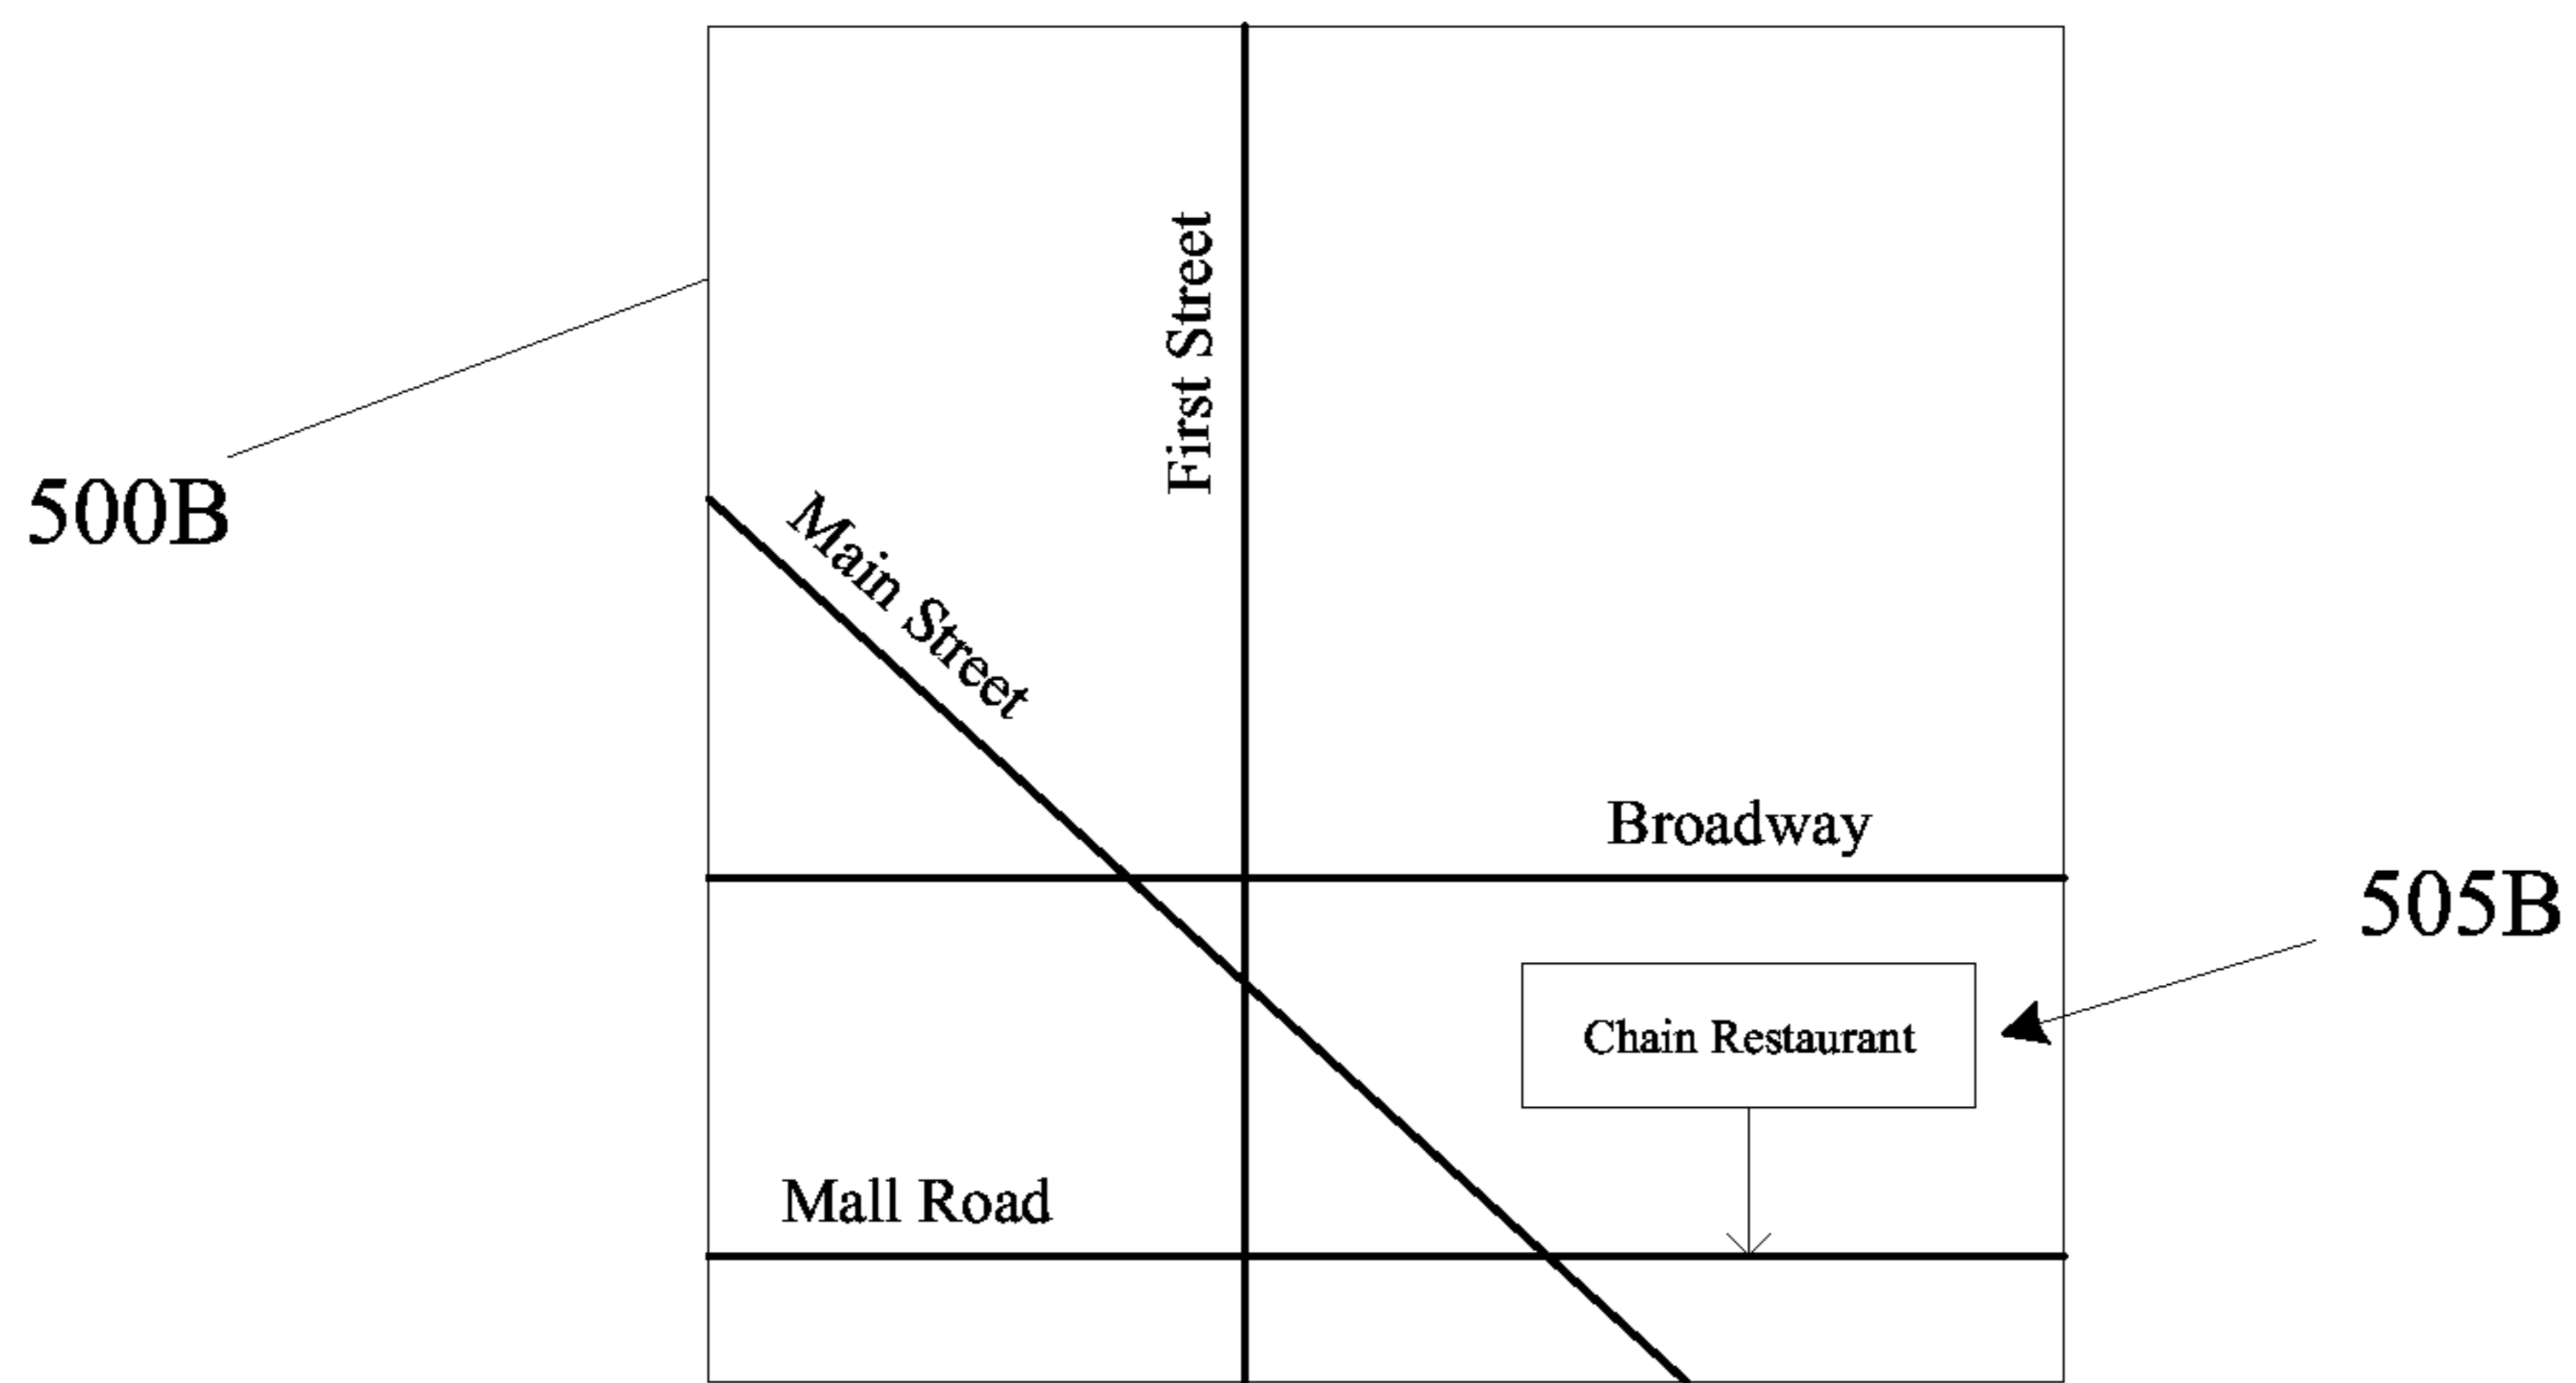 First Street
500B
Main Street
Broadway
505B
Chain Restaurant
Mall Road